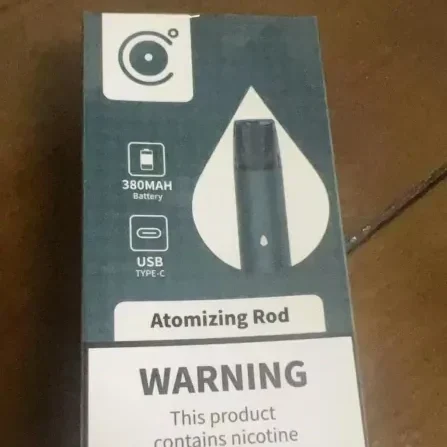 380MAH
Battery
USB
TYPE-C
Atomizing Rod
WARNING
This product
contains nicotine